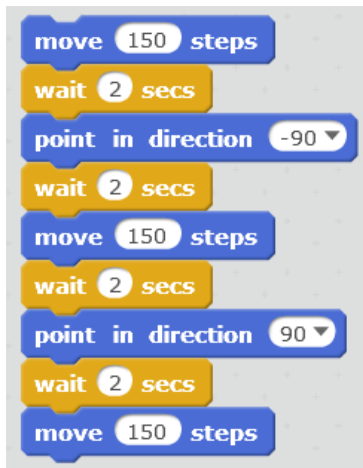 move 150 steps
wait 2 secs
point in direction -90
wait 2 secs
move 150 steps
wait 2 secs
point in direction 90
wait 2 secs
move 150 steps